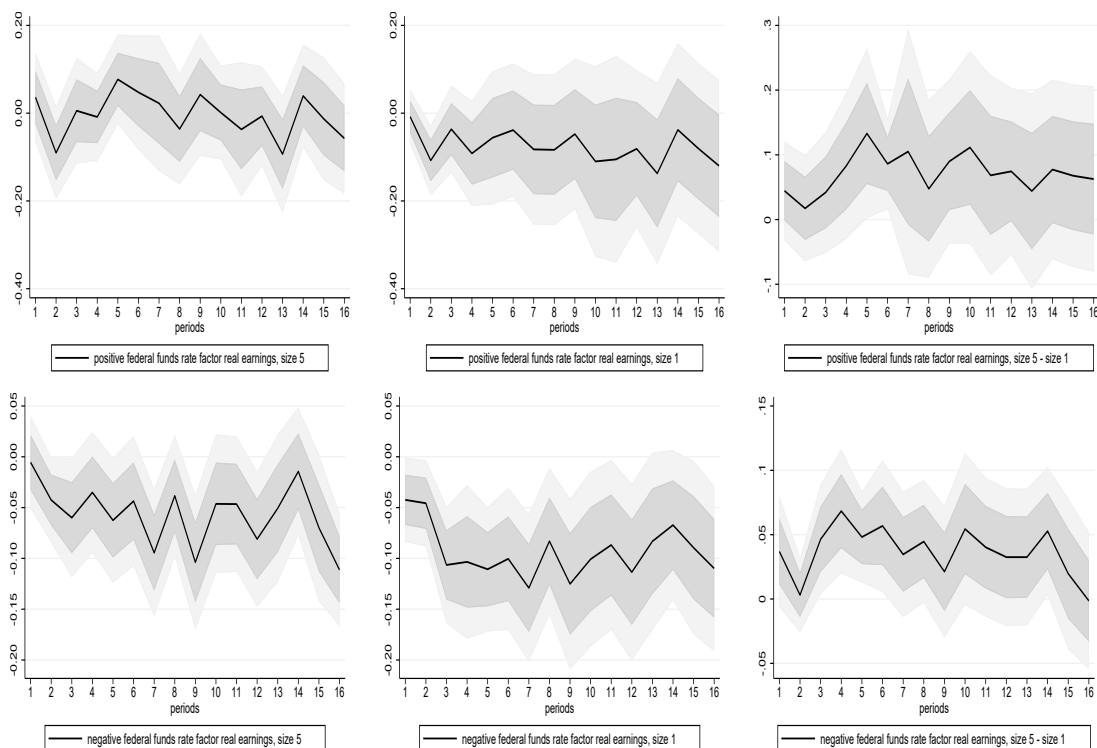 0.20
0.00
-0.20
-0.40
1 2 3 4 5 6 7 8 9 10 11 12 13 14 15 16
periods
positive federal funds rate factor real earnings, size 5
0.20
0.00
-0.20
-0.40
1 2 3 4 5 6 7 8 9 10 11 12 13 14 15 16
periods
positive federal funds rate factor real earnings, size 1
.3
.2
.1
0
-.1
1 2 3 4 5 6 7 8 9 10 11 12 13 14 15 16
periods
positive federal funds rate factor real earnings, size 5 - size 1
0.05
0.00
-0.05
-0.10
-0.15
-0.20
1 2 3 4 5 6 7 8 9 10 11 12 13 14 15 16
periods
negative federal funds rate factor real earnings, size 5
0.05
0.00
-0.05
-0.10
-0.15
-0.20
1 2 3 4 5 6 7 8 9 10 11 12 13 14 15 16
periods
negative federal funds rate factor real earnings, size 1
.15
.1
.05
0
-.05
1 2 3 4 5 6 7 8 9 10 11 12 13 14 15 16
periods
negative federal funds rate factor real earnings, size 5 - size 1